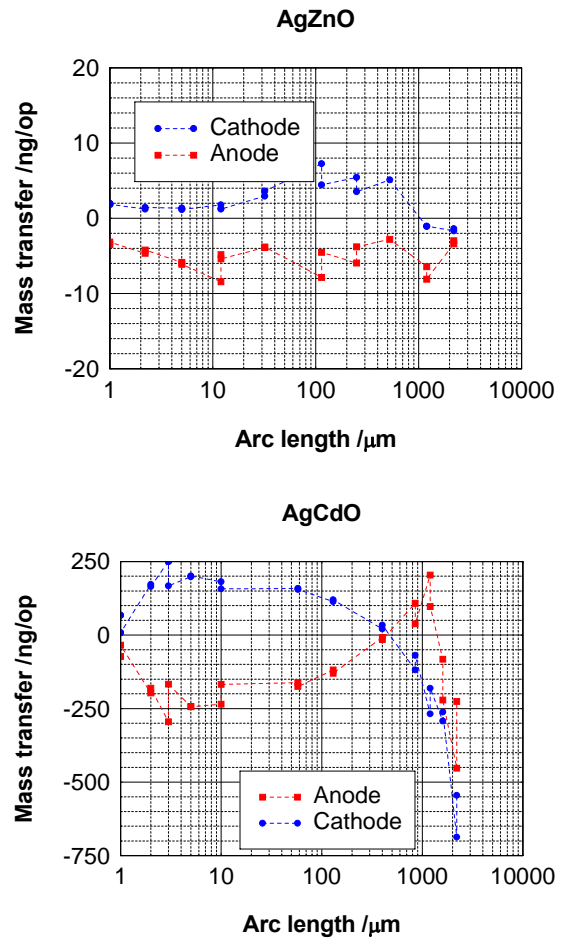 AgZnO
Mass transfer /ng/op
20
10
0
-10
-20
Cathode
Anode
1
10
100
1000
10000
Arc length /μm
AgCdO
Mass transfer /ng/op
250
0
-250
-500
-750
Anode
Cathode
1
10
100
1000
10000
Arc length /μm